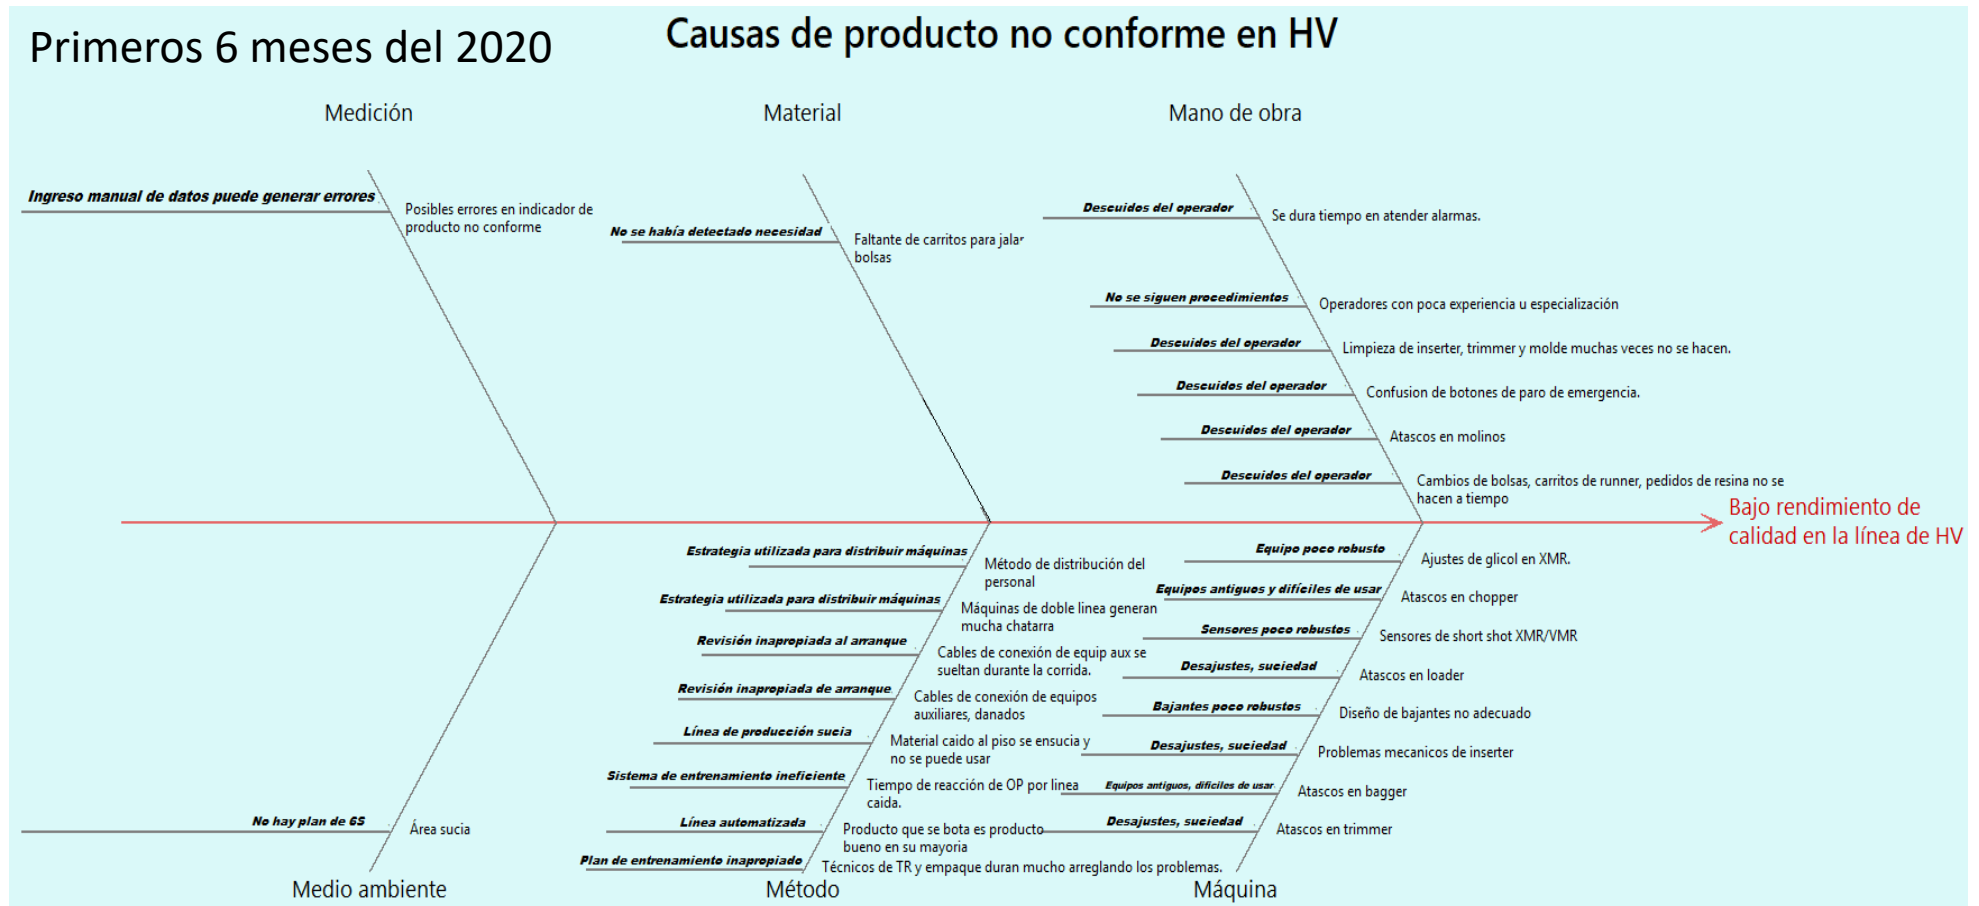 Primeros 6 meses del 2020
Causas de producto no conforme en HV
Medición
Material
Mano de obra
Ingreso manual de datos puede generar errores
Posibles errores en indicador de
producto no conforme
No se había detectado necesidad
Faltante de carritos para jalar
bolsas
Descuidos del operador
Se dura tiempo en atender alarmas.
No se siguen procedimientos
Operadores con poca experiencia u especialización
Descuidos del operador
Limpieza de inserter, trimmer y molde muchas veces no se hacen.
Descuidos del operador
Confusion de botones de paro de emergencia.
Descuidos del operador
Atascos en molinos
Descuidos del operador
Cambios de bolsas, carritos de runner, pedidos de resina no se
hacen a tiempo
Bajo rendimiento de
calidad en la línea de HV
No hay plan de 6S
Área sucia
Estrategia utilizada para distribuir máquinas
Método de distribución del
personal
Estrategia utilizada para distribuir máquinas
Máquinas de doble linea generan
mucha chatarra
Revisión inapropiada al arranque
Cables de conexión de equip aux se
sueltan durante la corrida.
Revisión inapropiada de arranque
Cables de conexión de equipos
auxiliares, danados
Línea de producción sucia
Material caido al piso se ensucia y
no se puede usar
Sistema de entrenamiento ineficiente
Tiempo de reacción de OP por linea
caida.
Línea automatizada
Producto que se bota es producto
bueno en su mayoria
Plan de entrenamiento inapropiado
Técnicos de TR y empaque duran mucho arreglando los problemas.
Equipo poco robusto
Ajustes de glicol en XMR.
Equipos antiguos y difíciles de usar
Atascos en chopper
Sensores poco robustos
Sensores de short shot XMR/VMR
Desajustes, suciedad
Atascos en loader
Bajantes poco robustos
Diseño de bajantes no adecuado
Desajustes, suciedad
Problemas mecanicos de inserter
Equipos antiguos, dificiles de usar
Atascos en bagger
Desajustes, suciedad
Atascos en trimmer
Medio ambiente
Método
Máquina